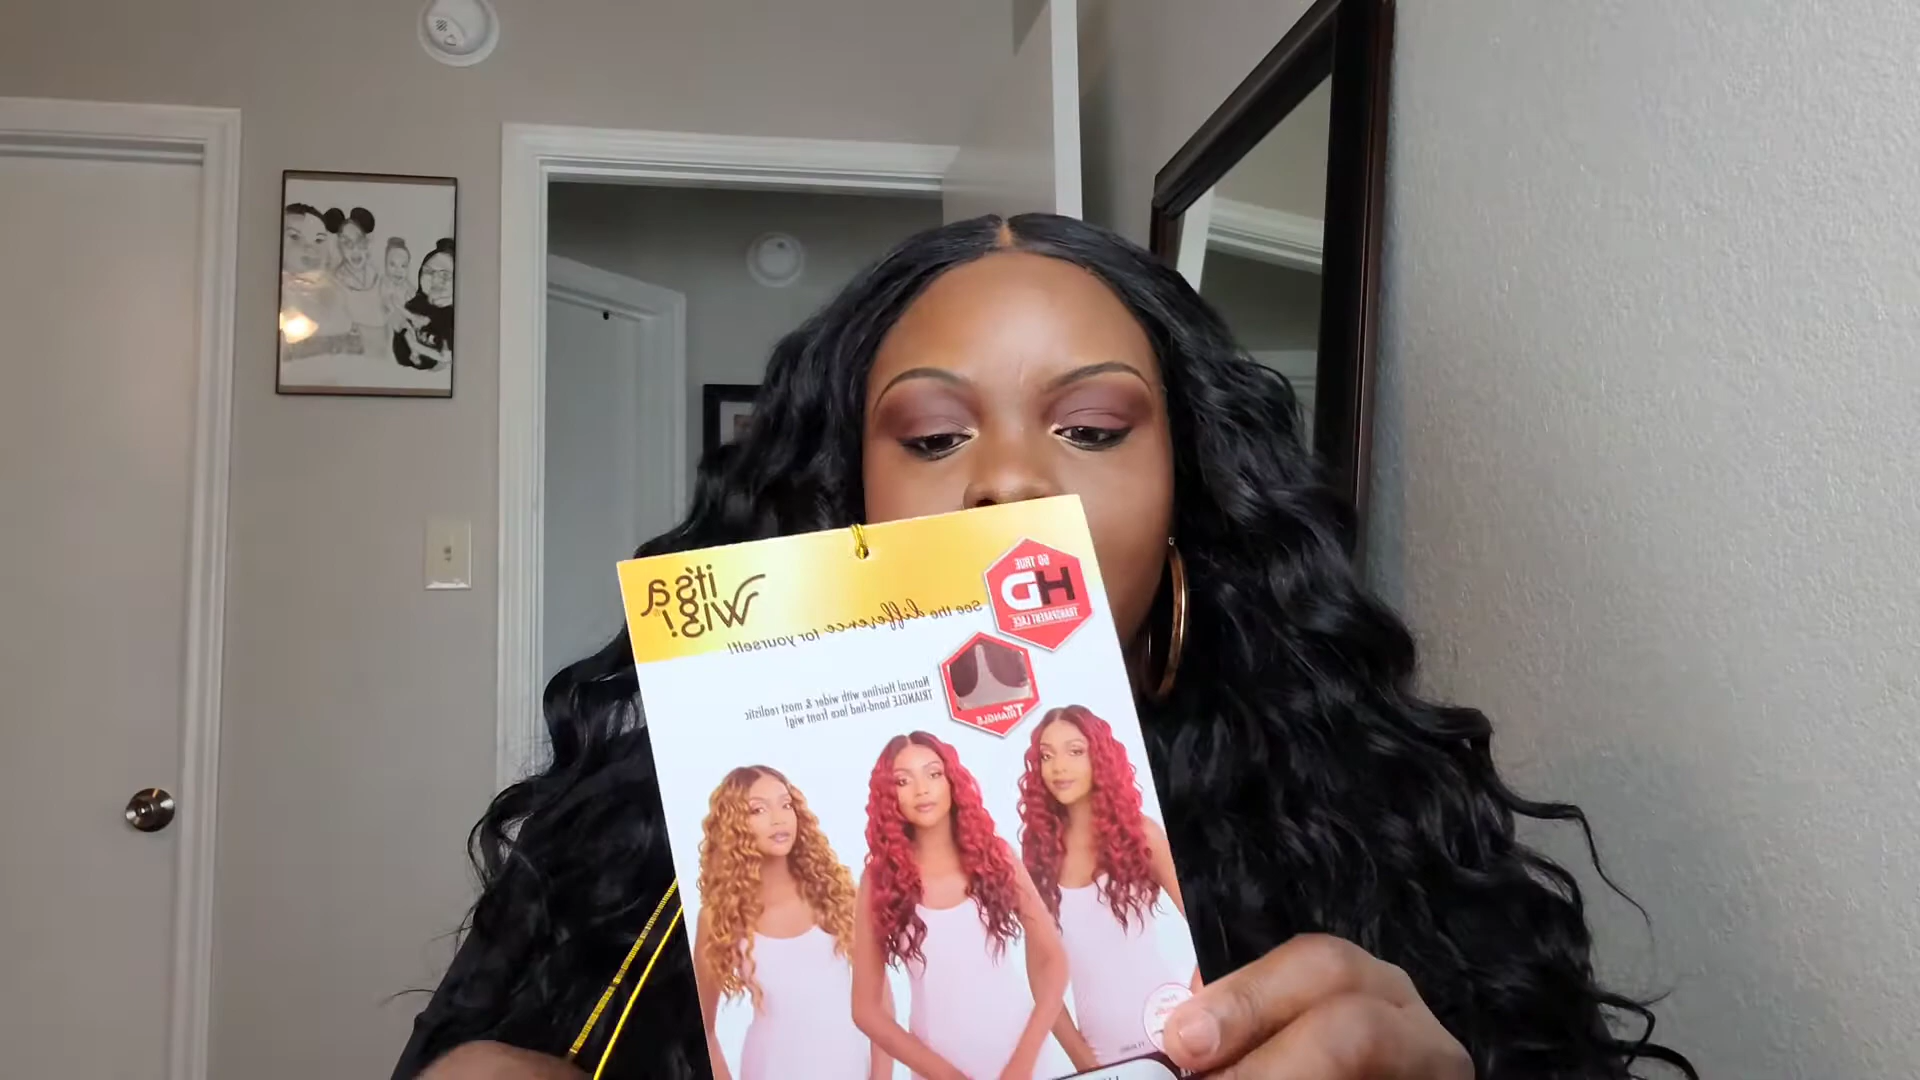 it's a
wig!
See the difference for yourself!
GO TRUE
HD
TRANSPARENT LACE
Natural Hairline with wider & most realistic
TRIANGLE hand-tied lace front wig!
TRIANGLE